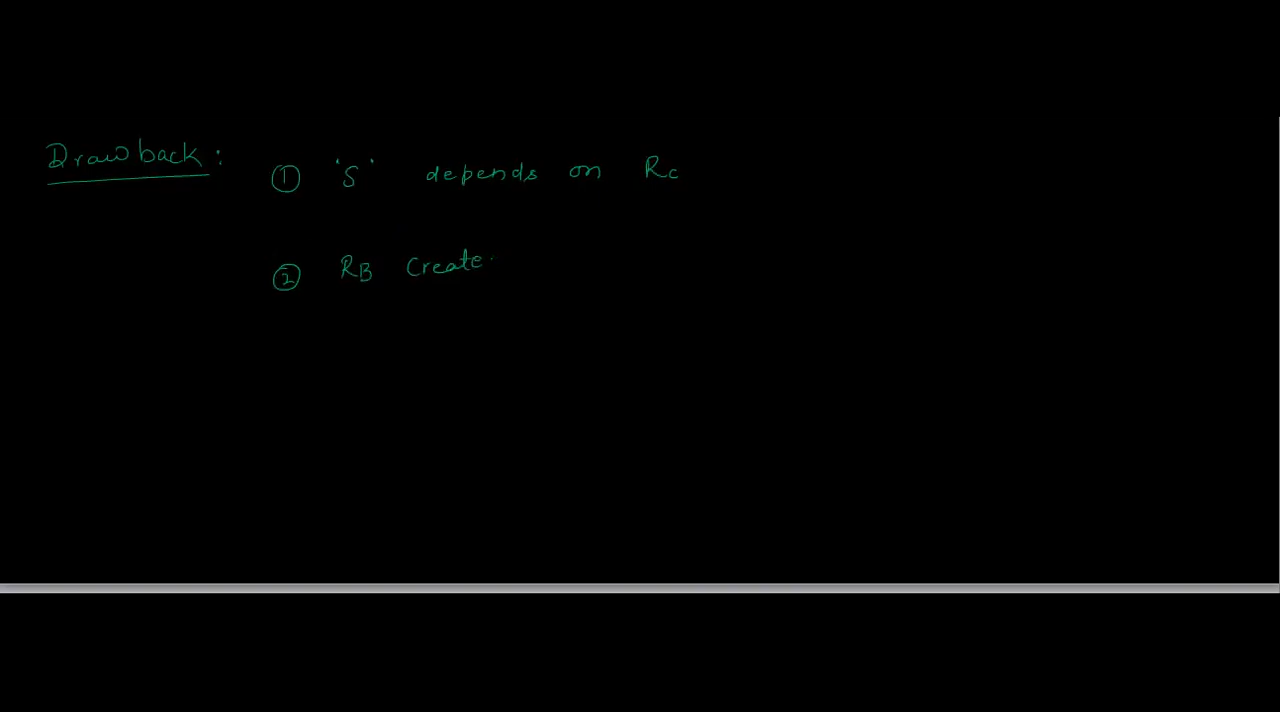 Drawback: ① 'S' depends on RC
② RB Create